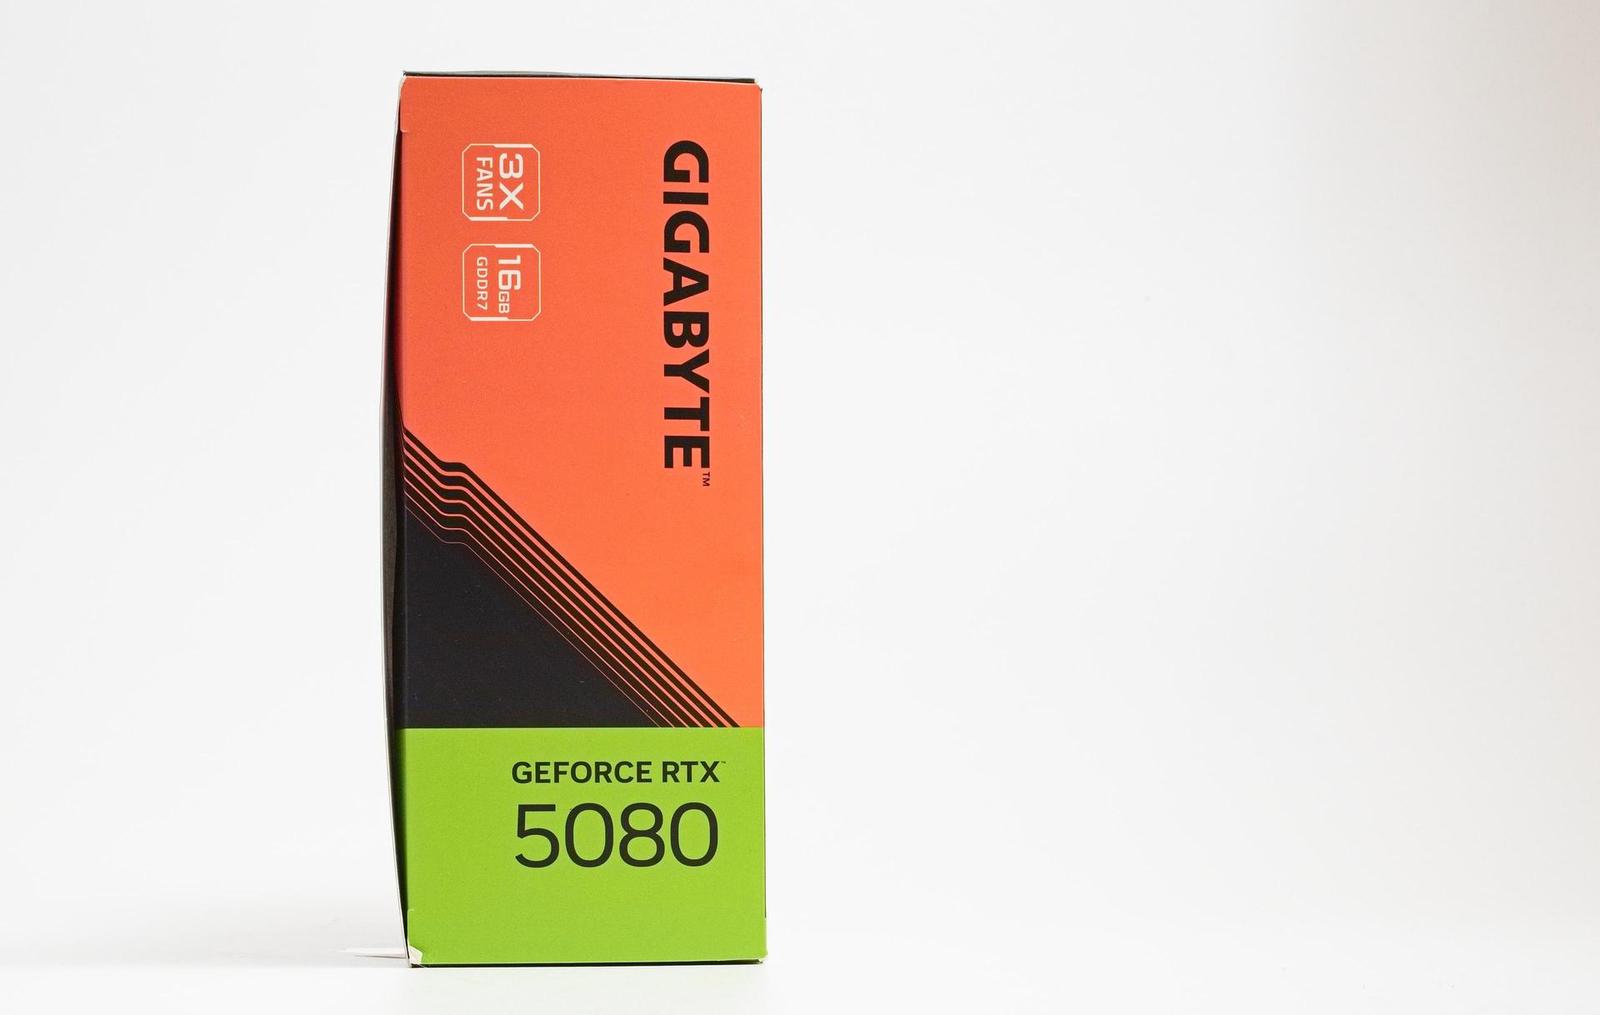 GIGABYTE™
3X
FANS
16GB
GDDR7
GEFORCE RTX™
5080